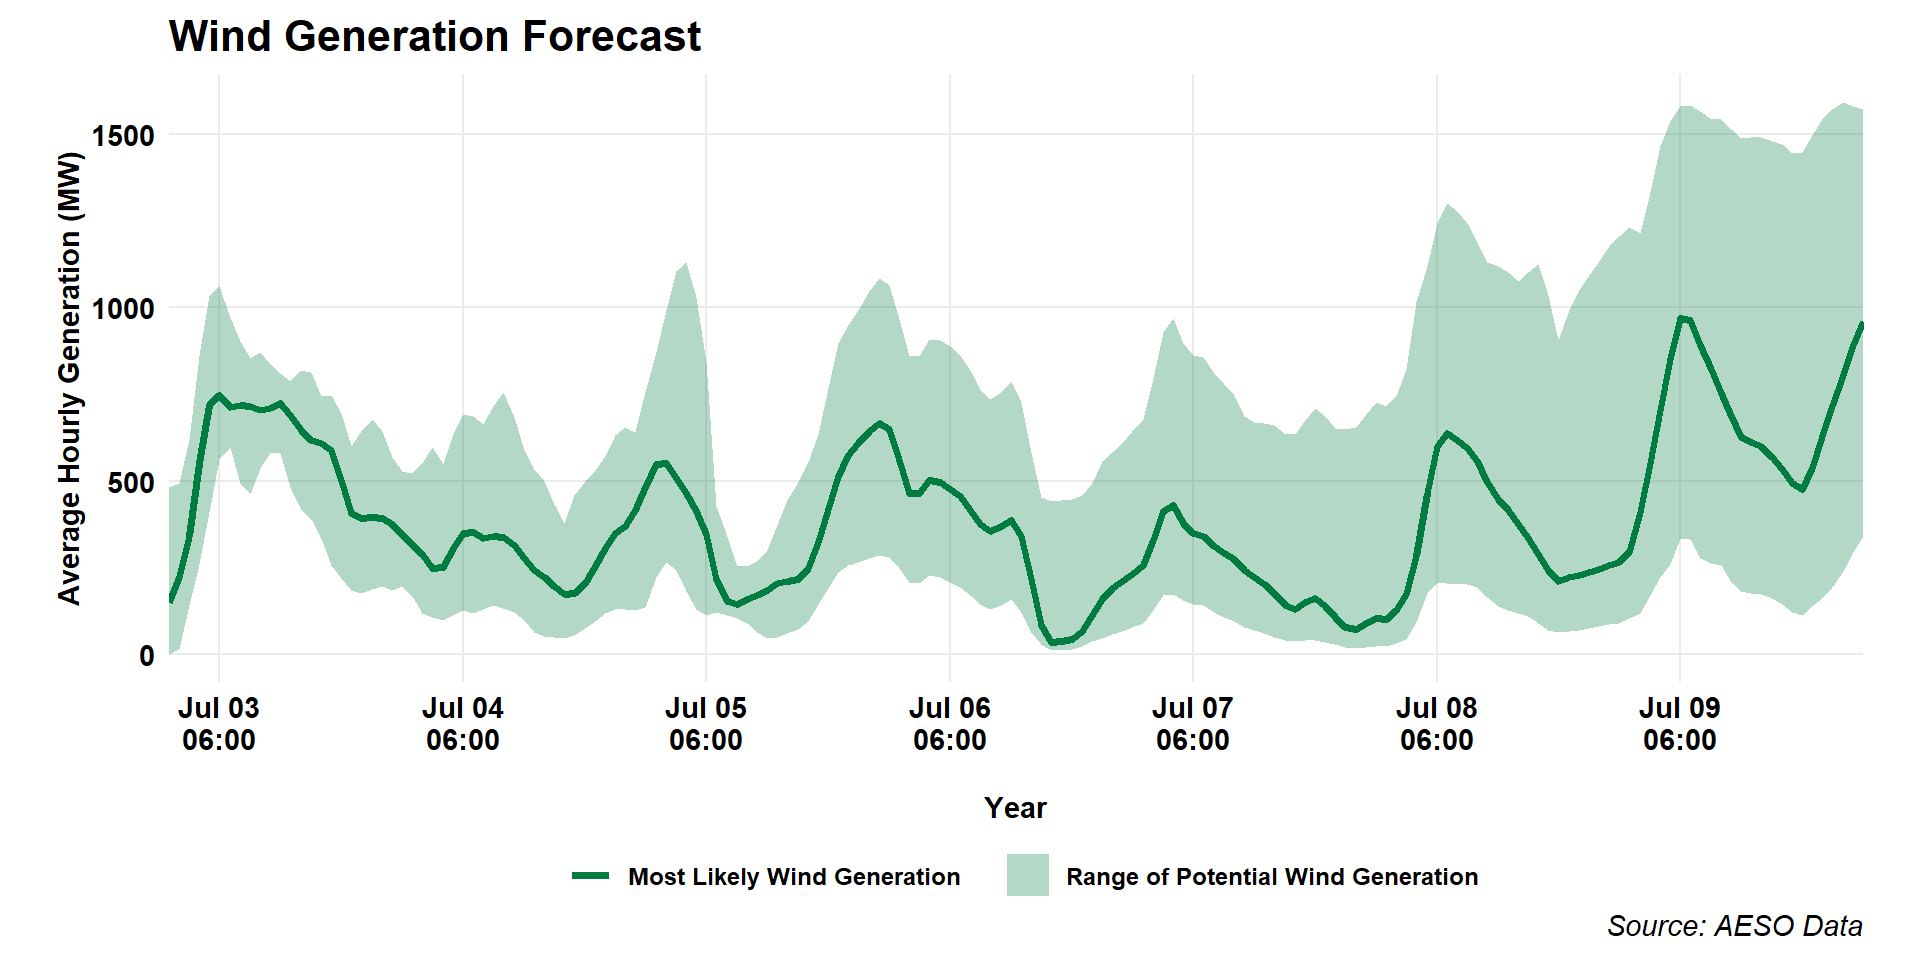 Wind Generation Forecast
Average Hourly Generation (MW)
1500
1000
500
0
Jul 03
06:00
Jul 04
06:00
Jul 05
06:00
Jul 06
06:00
Jul 07
06:00
Jul 08
06:00
Jul 09
06:00
Year
Most Likely Wind Generation
Range of Potential Wind Generation
Source: AESO Data